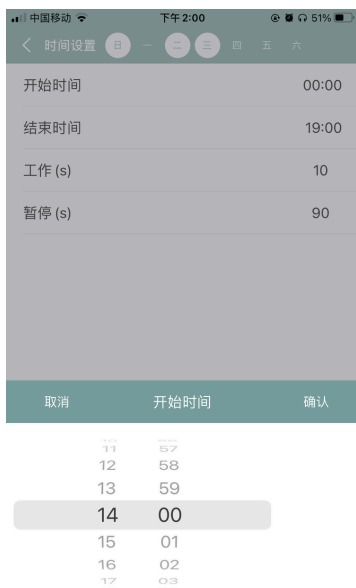 中国移动 下午 2:00 51%
时间设置 日 一 二 三 四 五 六
开始时间 00:00
结束时间 19:00
工作 (s) 10
暂停 (s) 90
取消 开始时间 确认
11 57
12 58
13 59
14 00
15 01
16 02
17 03